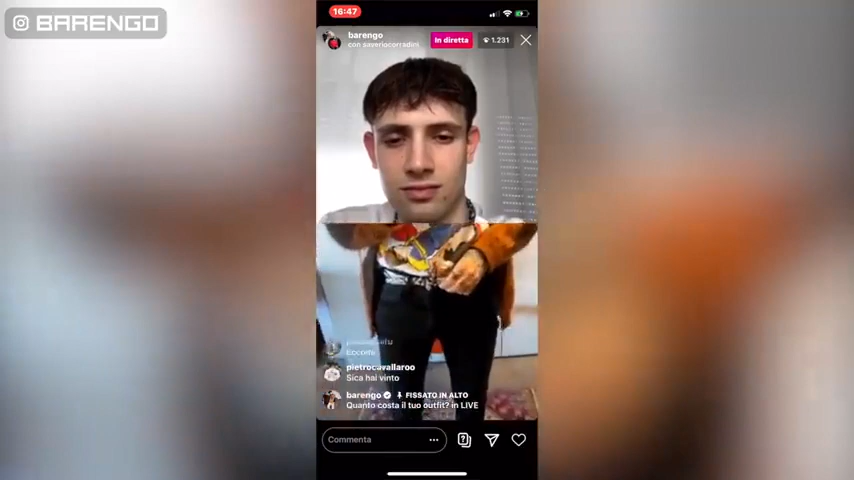 BARENGO
16:47
barengo
con saveriocorradini
In diretta
1.231
Eccomi
pietrocavallaroo
Sica hai vinto
barengo FISSATO IN ALTO
Quanto costa il tuo outfit? in LIVE
Commenta